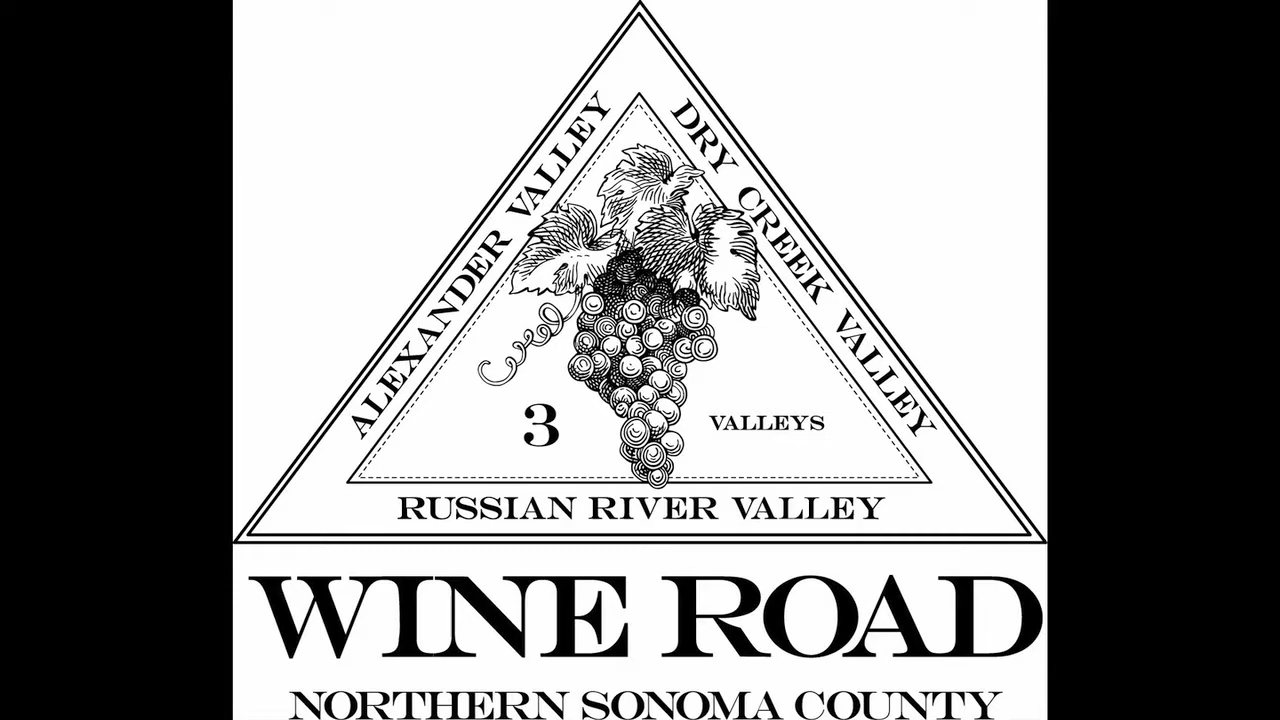 ALEXANDER VALLEY
DRY CREEK VALLEY
3 VALLEYS
RUSSIAN RIVER VALLEY
WINE ROAD
NORTHERN SONOMA COUNTY